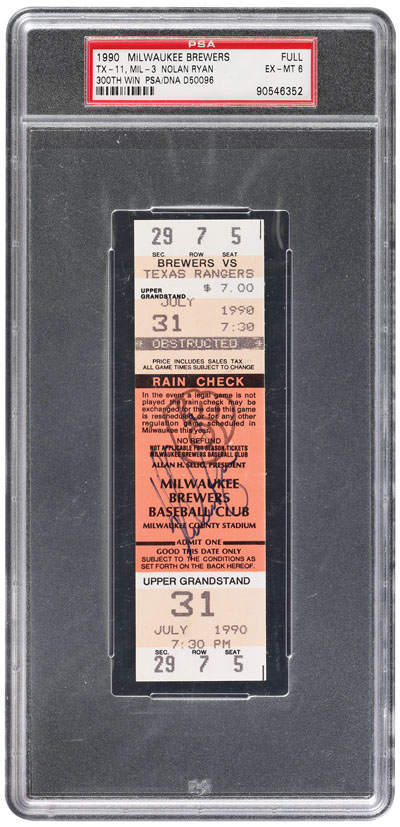 PSA
1990 MILWAUKEE BREWERS FULL
TX-11, MIL-3 NOLAN RYAN EX-MT 6
300TH WIN PSA/DNA D50096
90546352
29 7 5
SEC. ROW SEAT
BREWERS VS
TEXAS RANGERS
UPPER
GRANDSTAND
$ 7.00
JULY 1990
31 7:30
OBSTRUCTED
PRICE INCLUDES SALES TAX
ALL GAME TIMES SUBJECT TO CHANGE
RAIN CHECK
In the event a legal game is not
played the rain check may be
exchanged for the date this game
is rescheduled or for any other
regulation game scheduled in
Milwaukee this year.
NO REFUND
NOT APPLICABLE FOR SEASON TICKETS
MILWAUKEE BREWERS BASEBALL CLUB
ALLAN H. SELIG, PRESIDENT
MILWAUKEE
BREWERS
BASEBALL CLUB
MILWAUKEE COUNTY STADIUM
ADMIT ONE
GOOD THIS DATE ONLY
SUBJECT TO THE CONDITIONS AS
SET FORTH ON THE BACK HEREOF.
UPPER GRANDSTAND
31
JULY 1990
7:30 PM
SEC. ROW SEAT
29 7 5